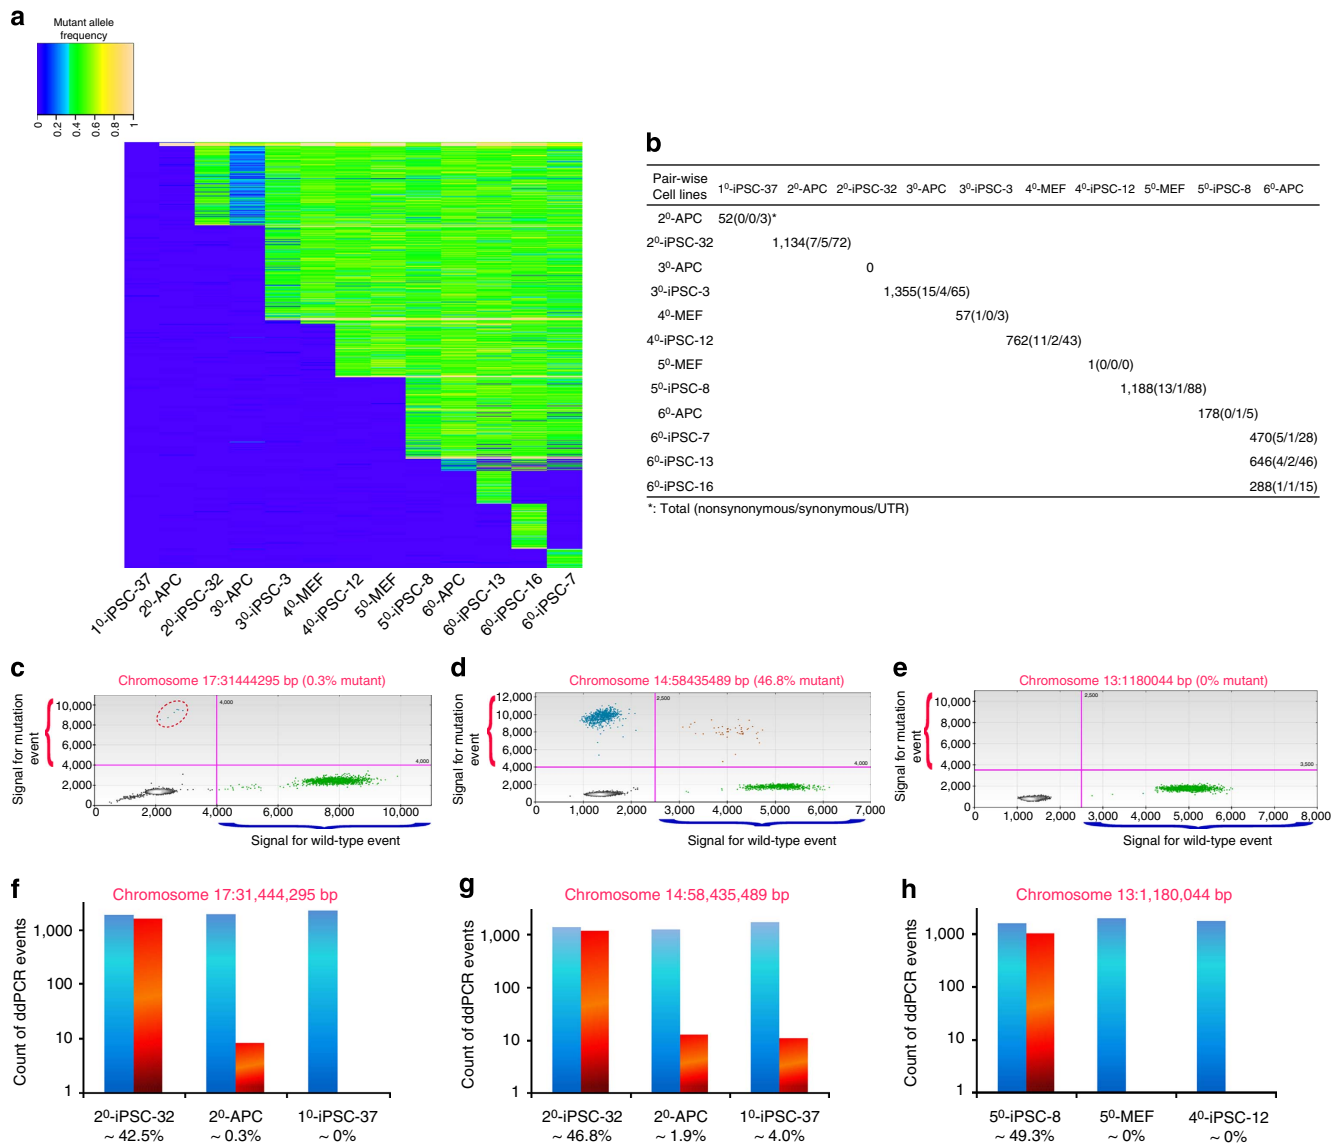 a
Mutant allele
frequency
0 0.2 0.4 0.6 0.8 1
1⁰-iPSC-37 2⁰-APC 2⁰-iPSC-32 3⁰-APC 3⁰-iPSC-3 4⁰-MEF 4⁰-iPSC-12 5⁰-MEF 5⁰-iPSC-8 6⁰-APC 6⁰-iPSC-13 6⁰-iPSC-16 6⁰-iPSC-7
b
Pair-wise
Cell lines 1⁰-iPSC-37 2⁰-APC 2⁰-iPSC-32 3⁰-APC 3⁰-iPSC-3 4⁰-MEF 4⁰-iPSC-12 5⁰-MEF 5⁰-iPSC-8 6⁰-APC
2⁰-APC 52(0/0/3)*
2⁰-iPSC-32 1,134(7/5/72)
3⁰-APC 0
3⁰-iPSC-3 1,355(15/4/65)
4⁰-MEF 57(1/0/3)
4⁰-iPSC-12 762(11/2/43)
5⁰-MEF 1(0/0/0)
5⁰-iPSC-8 1,188(13/1/88)
6⁰-APC 178(0/1/5)
6⁰-iPSC-7 470(5/1/28)
6⁰-iPSC-13 646(4/2/46)
6⁰-iPSC-16 288(1/1/15)
*: Total (nonsynonymous/synonymous/UTR)
c
Chromosome 17:31444295 bp (0.3% mutant)
Signal for mutation
event
10,000
8,000
6,000
4,000
2,000
0
4,000
4,000
0 2,000 4,000 6,000 8,000 10,000
Signal for wild-type event
d
Chromosome 14:58435489 bp (46.8% mutant)
Signal for mutation
event
12,000
10,000
8,000
6,000
4,000
2,000
0
2,500
4,000
0 1,000 2,000 3,000 4,000 5,000 6,000 7,000
Signal for wild-type event
e
Chromosome 13:1180044 bp (0% mutant)
Signal for mutation
event
10,000
8,000
6,000
4,000
2,000
0
2,500
3,500
0 1,000 2,000 3,000 4,000 5,000 6,000 7,000 8,000
Signal for wild-type event
f
Chromosome 17:31,444,295 bp
Count of ddPCR events
1,000
100
10
1
2⁰-iPSC-32 2⁰-APC 1⁰-iPSC-37
~ 42.5% ~ 0.3% ~ 0%
g
Chromosome 14:58,435,489 bp
Count of ddPCR events
1,000
100
10
1
2⁰-iPSC-32 2⁰-APC 1⁰-iPSC-37
~ 46.8% ~ 1.9% ~ 4.0%
h
Chromosome 13:1,180,044 bp
Count of ddPCR events
1,000
100
10
1
5⁰-iPSC-8 5⁰-MEF 4⁰-iPSC-12
~ 49.3% ~ 0% ~ 0%